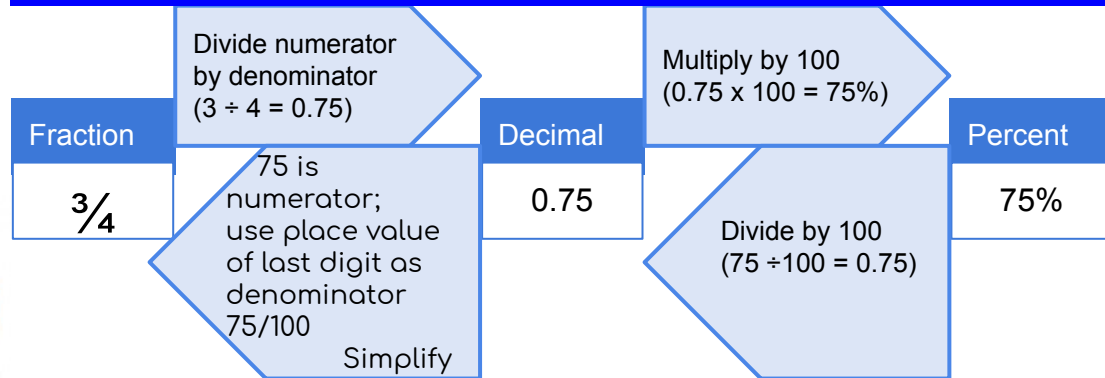 Divide numerator
by denominator
(3 ÷ 4 = 0.75)
Multiply by 100
(0.75 x 100 = 75%)
Fraction
Decimal
Percent
¾
75 is
numerator;
use place value
of last digit as
denominator
75/100
Simplify
0.75
Divide by 100
(75 ÷100 = 0.75)
75%